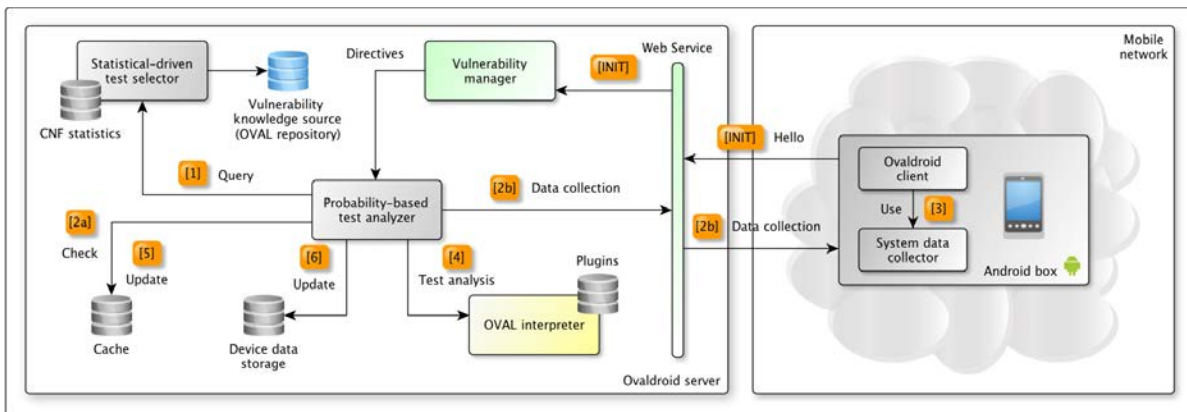 Statistical-driven
test selector
CNF statistics
Vulnerability
knowledge source
(OVAL repository)
Directives
Vulnerability
manager
Web Service
[INIT]
Mobile
network
[INIT] Hello
[1] Query
Probability-based
test analyzer
[2b] Data collection
[2b] Data collection
Ovaldroid
client
Use [3]
System data
collector
Android box
[2a]
Check
[5]
Update
[6]
Update
[4]
Test analysis
Plugins
OVAL interpreter
Cache
Device data
storage
Ovaldroid server